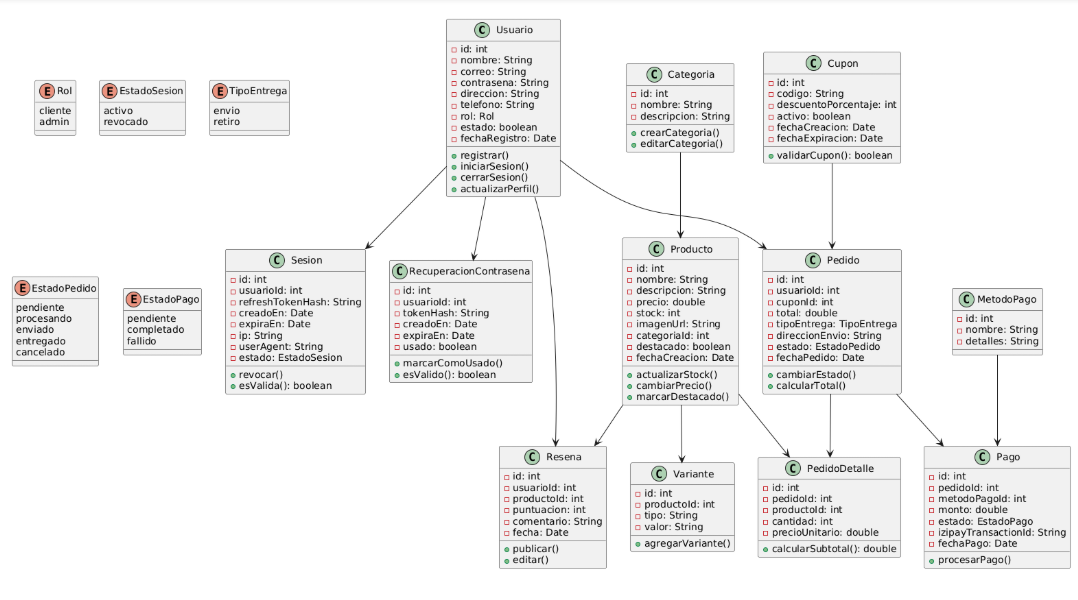 E Rol
cliente
admin
E EstadoSesion
activo
revocado
E TipoEntrega
envio
retiro
C Usuario
id: int
nombre: String
correo: String
contrasena: String
direccion: String
telefono: String
rol: Rol
estado: boolean
fechaRegistro: Date
registrar()
iniciarSesion()
cerrarSesion()
actualizarPerfil()
C Categoria
id: int
nombre: String
descripcion: String
crearCategoria()
editarCategoria()
C Cupon
id: int
codigo: String
descuentoPorcentaje: int
activo: boolean
fechaCreacion: Date
fechaExpiracion: Date
validarCupon(): boolean
E EstadoPedido
pendiente
procesando
enviado
entregado
cancelado
E EstadoPago
pendiente
completado
fallido
C Sesion
id: int
usuarioId: int
refreshTokenHash: String
creadoEn: Date
expiraEn: Date
ip: String
userAgent: String
estado: EstadoSesion
revocar()
esValida(): boolean
C RecuperacionContrasena
id: int
usuarioId: int
tokenHash: String
creadoEn: Date
expiraEn: Date
usado: boolean
marcarComoUsado()
esValido(): boolean
C Producto
id: int
nombre: String
descripcion: String
precio: double
stock: int
imagenUrl: String
categoriaId: int
destacado: boolean
fechaCreacion: Date
actualizarStock()
cambiarPrecio()
marcarDestacado()
C Pedido
id: int
usuarioId: int
cuponId: int
total: double
tipoEntrega: TipoEntrega
direccionEnvio: String
estado: EstadoPedido
fechaPedido: Date
cambiarEstado()
calcularTotal()
C MetodoPago
id: int
nombre: String
detalles: String
C Resena
id: int
usuarioId: int
productoId: int
puntuacion: int
comentario: String
fecha: Date
publicar()
editar()
C Variante
id: int
productoId: int
tipo: String
valor: String
agregarVariante()
C PedidoDetalle
id: int
pedidoId: int
productoId: int
cantidad: int
precioUnitario: double
calcularSubtotal(): double
C Pago
id: int
pedidoId: int
metodoPagoId: int
monto: double
estado: EstadoPago
izipayTransactionId: String
fechaPago: Date
procesarPago()